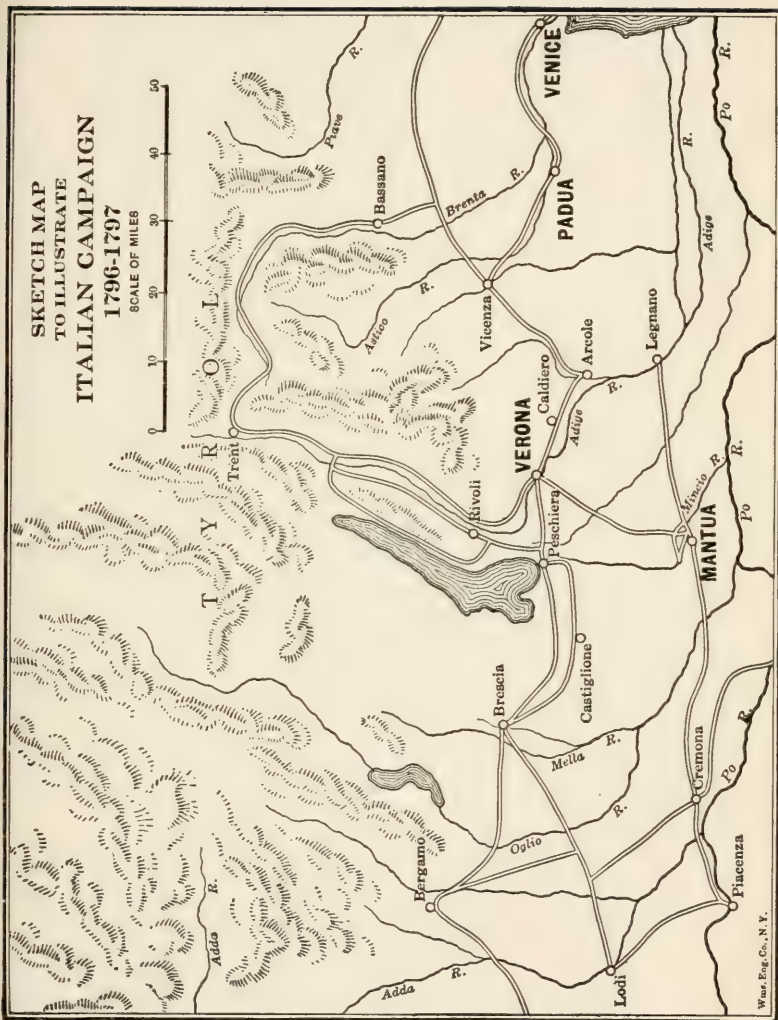 SKETCH MAP
TO ILLUSTRATE
ITALIAN CAMPAIGN
1796-1797
SCALE OF MILES
0 10 20 30 40 50
T Y R O L
Adda R.
Trent
Piave R.
Bassano
Astico R.
Brenta R.
Adda R.
Bergamo
Oglio R.
Brescia
Mella R.
Rivoli
Peschiera
VERONA
Caldiero
Vicenza
PADUA
VENICE
Castiglione
Adige R.
Arcole
Lodi
Legnano
Adige R.
Mincio R.
MANTUA
Cremona
Piacenza
Po R.
Po R.
Po R.
Wms. Eng. Co., N.Y.